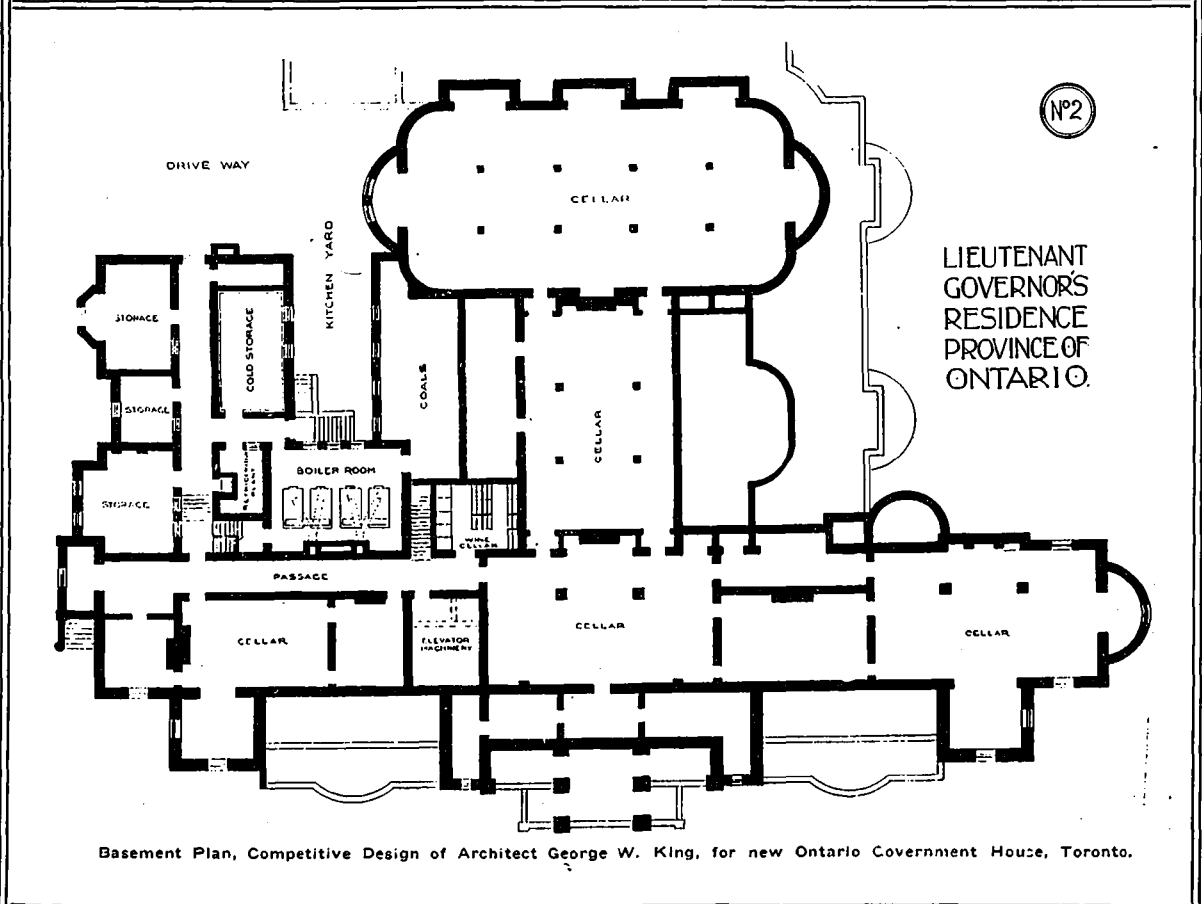 Nº2
DRIVE WAY
KITCHEN YARD
CELLAR
LIEUTENANT
GOVERNOR'S
RESIDENCE
PROVINCE OF
ONTARIO.
STORAGE
COLD STORAGE
STORAGE
COALS
CELLAR
BOILER ROOM
STORAGE
REFRIGERATING
PLANT
WINE
CELLAR
PASSAGE
CELLAR
ELEVATOR
MACHINERY
CELLAR
CELLAR
Basement Plan, Competitive Design of Architect George W. King, for new Ontario Government House, Toronto.